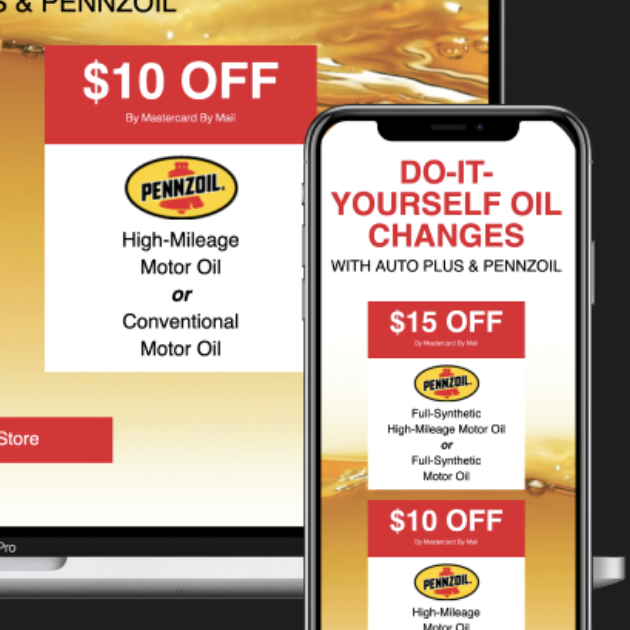 & PENNZOIL
$10 OFF
By Mastercard By Mail
PENNZOIL.
High-Mileage
Motor Oil
or
Conventional
Motor Oil
Store
Pro
DO-IT-
YOURSELF OIL
CHANGES
WITH AUTO PLUS & PENNZOIL
$15 OFF
By Mastercard By Mail
PENNZOIL.
Full-Synthetic
High-Mileage Motor Oil
or
Full-Synthetic
Motor Oil
$10 OFF
By Mastercard By Mail
PENNZOIL.
High-Mileage
Motor Oil